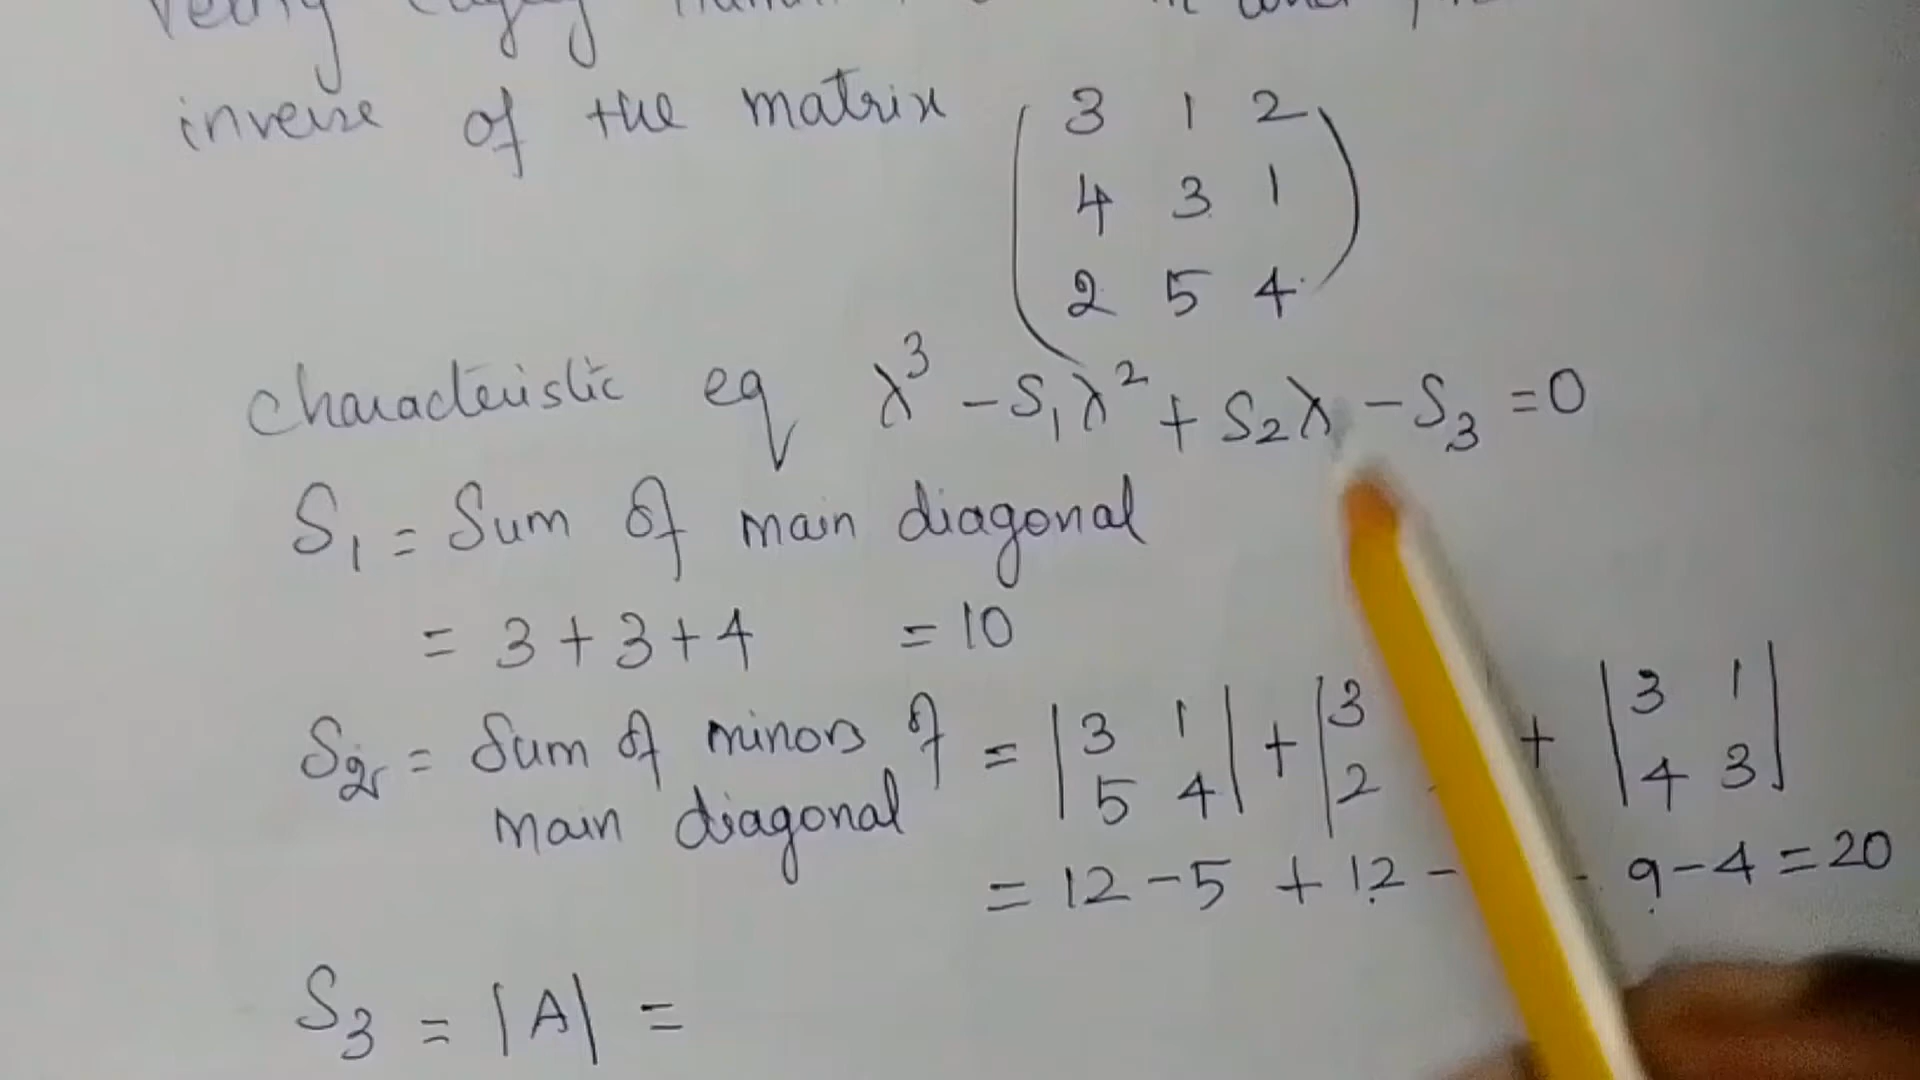 inverse of the matrix ( 3 1 2
4 3 1
2 5 4 )
characteristic eq λ³ - S₁λ² + S₂λ - S₃ = 0
S₁ = Sum of main diagonal
= 3 + 3 + 4 = 10
S₂ = Sum of minors of = | 3 1 | + | 3 + | 3 1 |
main diagonal | 5 4 | | 2 | 4 3 |
= 12 - 5 + 12 - 9 - 4 = 20
S₃ = |A| =